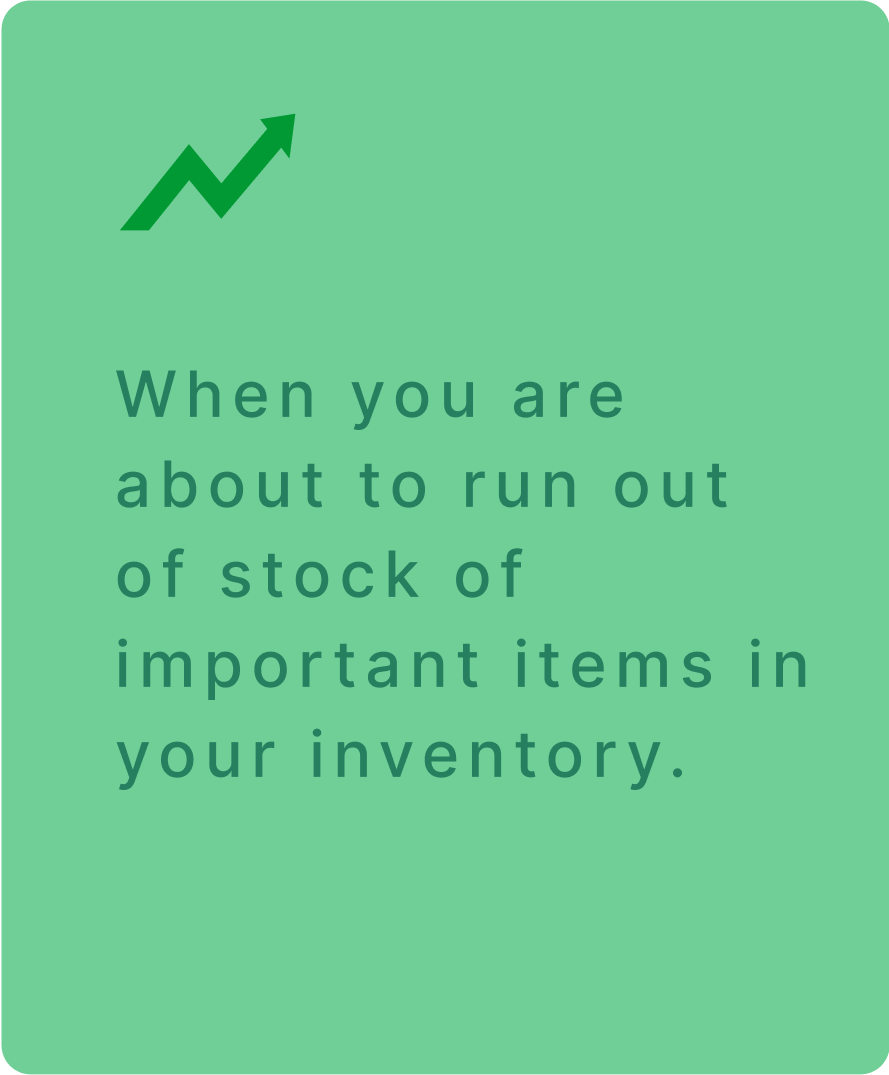 When you are
about to run out
of stock of
important items in
your inventory.